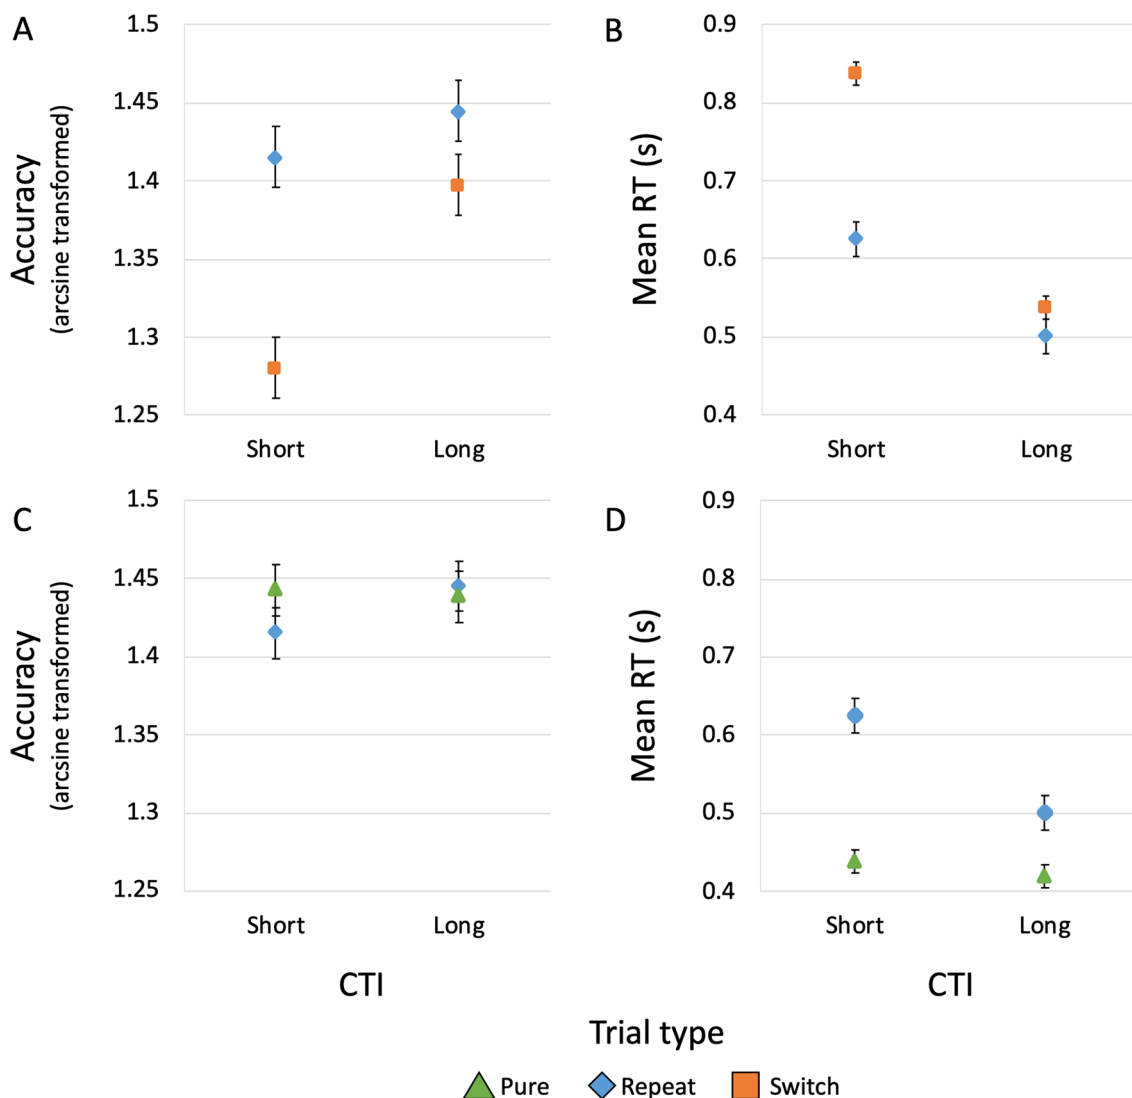 A
B
Accuracy
(arcsine transformed)
1.5
1.45
1.4
1.35
1.3
1.25
Short Long
Mean RT (s)
0.9
0.8
0.7
0.6
0.5
0.4
Short Long
C
D
Accuracy
(arcsine transformed)
1.5
1.45
1.4
1.35
1.3
1.25
Short Long
CTI
Mean RT (s)
0.9
0.8
0.7
0.6
0.5
0.4
Short Long
CTI
Trial type
Pure Repeat Switch